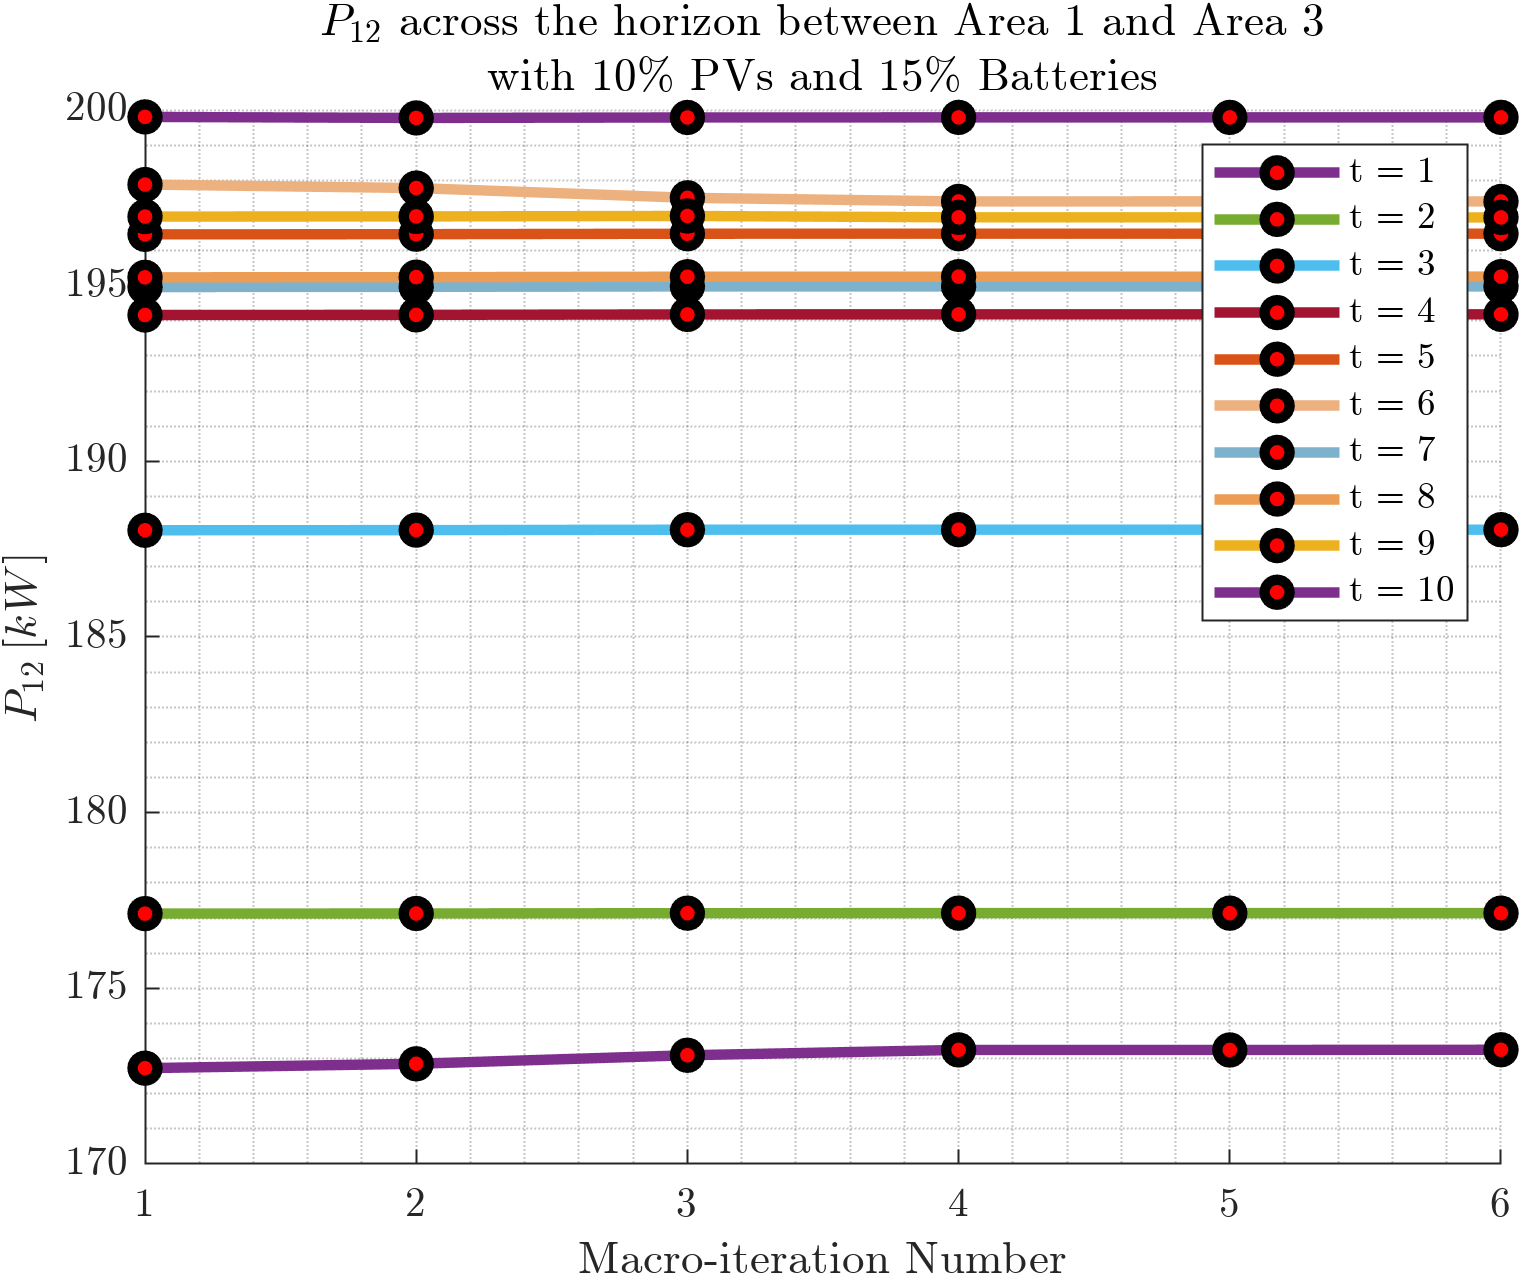 P₁₂ across the horizon between Area 1 and Area 3
with 10% PVs and 15% Batteries
200
195
190
185
180
175
170
P₁₂ [kW]
t = 1
t = 2
t = 3
t = 4
t = 5
t = 6
t = 7
t = 8
t = 9
t = 10
1 2 3 4 5 6
Macro-iteration Number